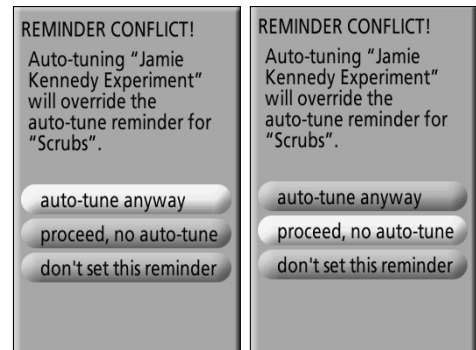 REMINDER CONFLICT!
Auto-tuning “Jamie
Kennedy Experiment”
will override the
auto-tune reminder for
“Scrubs”.
auto-tune anyway
proceed, no auto-tune
don't set this reminder
REMINDER CONFLICT!
Auto-tuning “Jamie
Kennedy Experiment”
will override the
auto-tune reminder for
“Scrubs”.
auto-tune anyway
proceed, no auto-tune
don't set this reminder